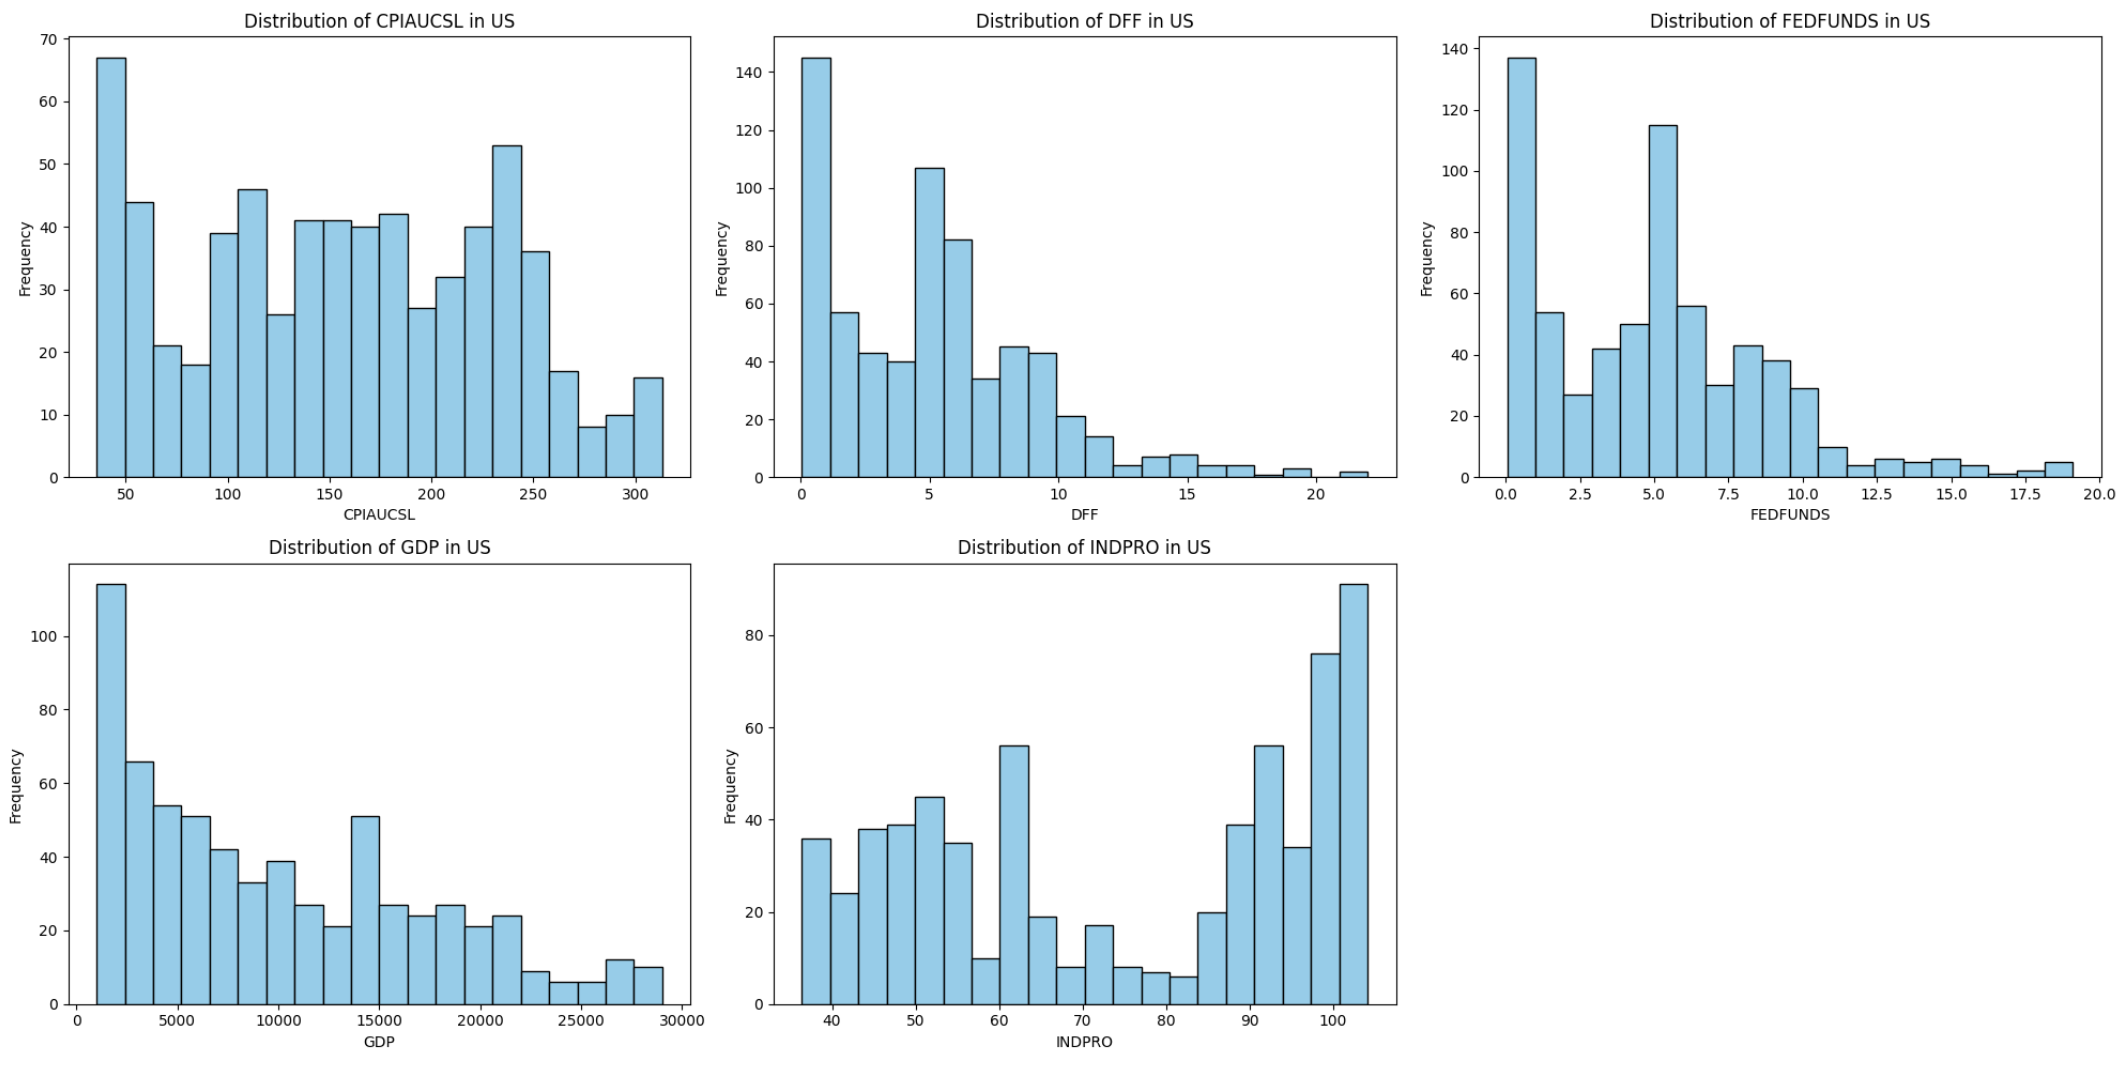 Distribution of CPIAUCSL in US
70
60
50
40
30
20
10
0
Frequency
50 100 150 200 250 300
CPIAUCSL
Distribution of DFF in US
140
120
100
80
60
40
20
0
Frequency
0 5 10 15 20
DFF
Distribution of FEDFUNDS in US
140
120
100
80
60
40
20
0
Frequency
0.0 2.5 5.0 7.5 10.0 12.5 15.0 17.5 20.0
FEDFUNDS
Distribution of GDP in US
100
80
60
40
20
0
Frequency
0 5000 10000 15000 20000 25000 30000
GDP
Distribution of INDPRO in US
80
60
40
20
0
Frequency
40 50 60 70 80 90 100
INDPRO